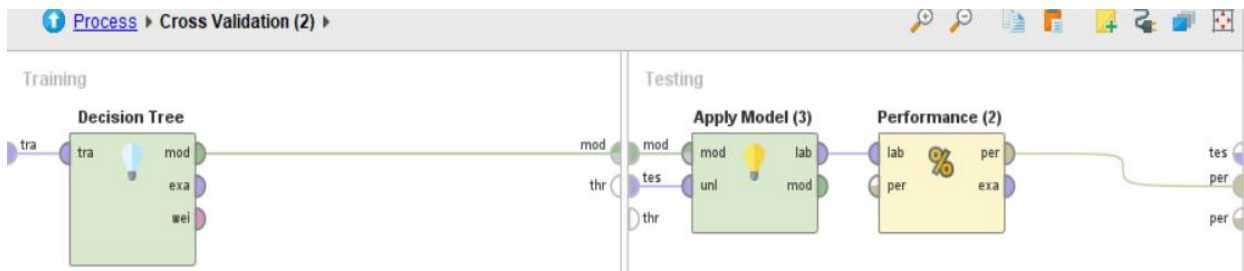 Process ▸ Cross Validation (2) ▸
Training
Testing
Decision Tree
Apply Model (3)
Performance (2)
tra
tra
mod
exa
wei
mod
thr
mod
tes
thr
mod
unl
lab
mod
lab
per
%
per
exa
tes
per
per